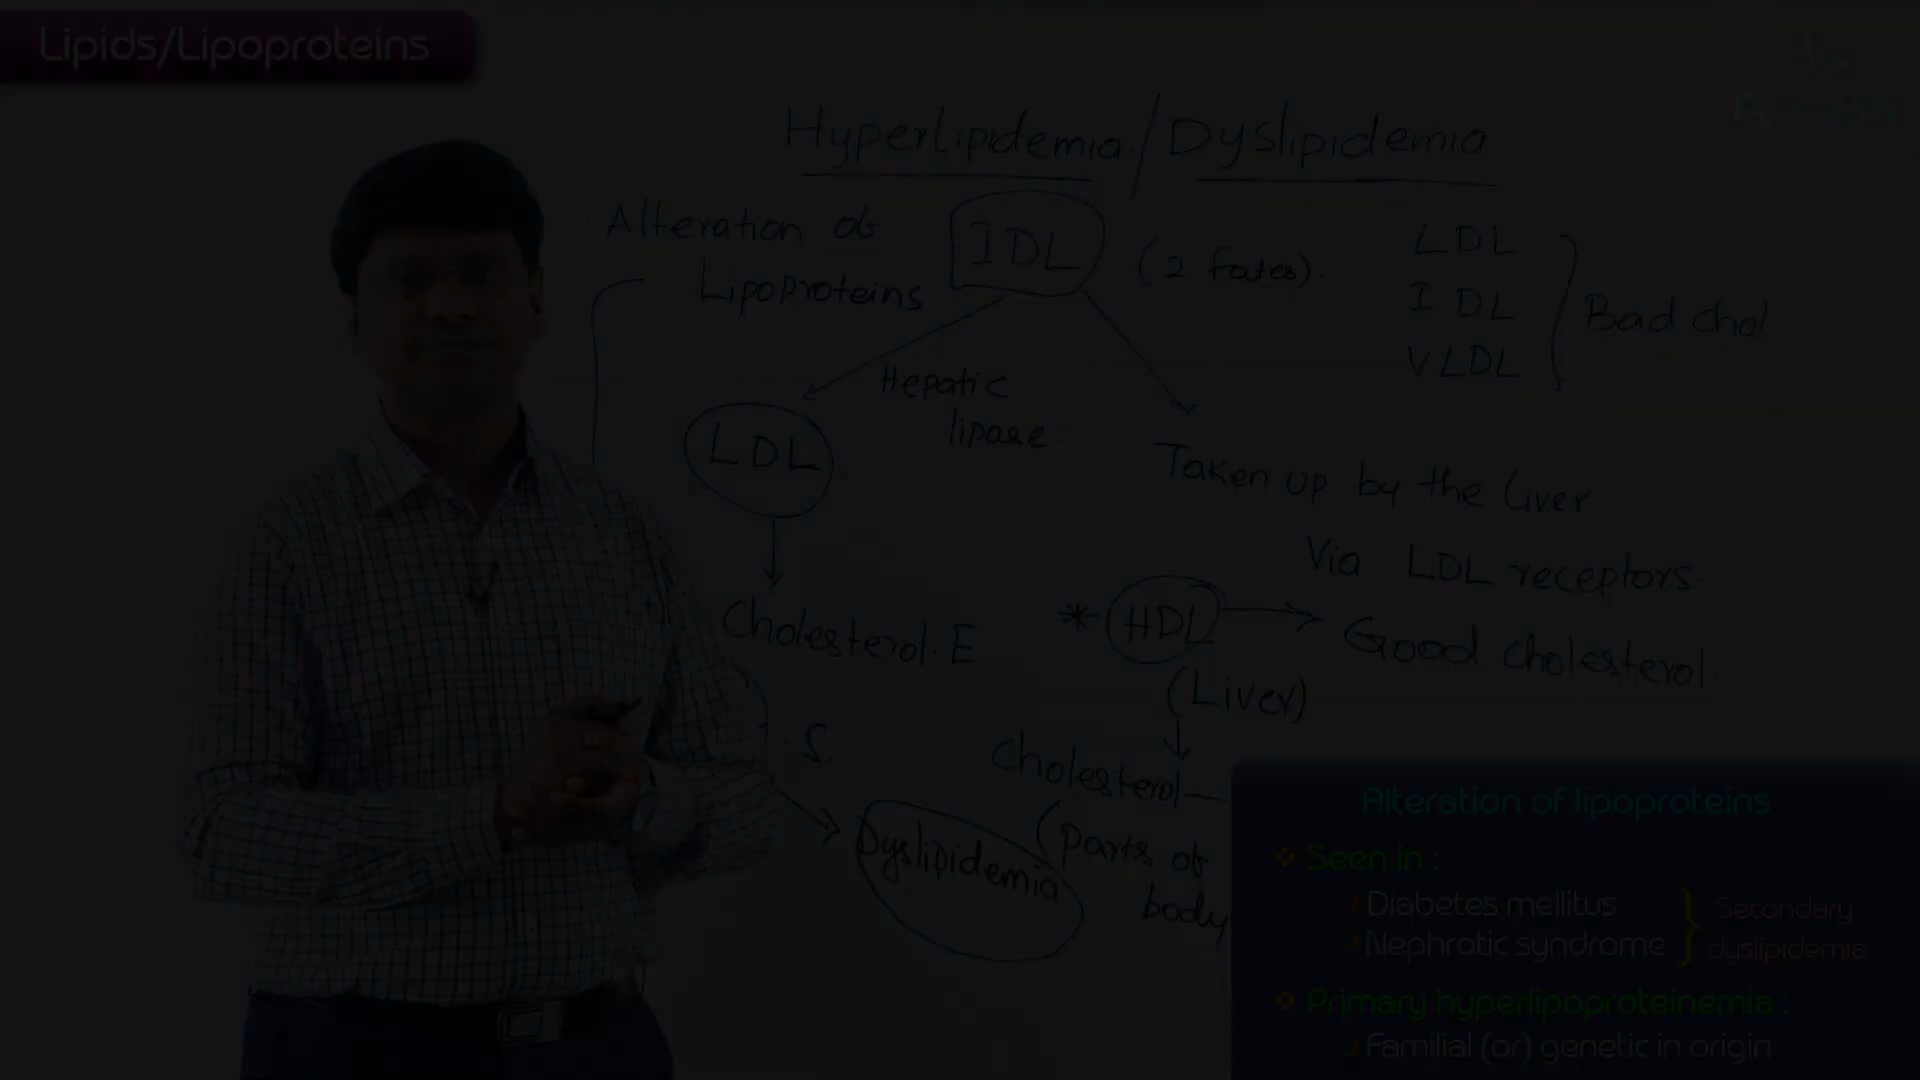 Lipids/Lipoproteins
Hyperlipidemia/Dyslipidemia
Alteration of
Lipoproteins
IDL
(2 fates).
LDL
IDL
VLDL
Bad chol
Hepatic
lipase
LDL
Taken up by the Liver
Via LDL receptors
Cholesterol. E
* HDL
Good cholesterol
(Liver)
S.
Cholesterol
(Parts of
body
Dyslipidemia
Alteration of lipoproteins
Seen in :
Diabetes mellitus
Nephrotic syndrome
Secondary
dyslipidemia
Primary hyperlipoproteinemia :
Familial (or) genetic in origin